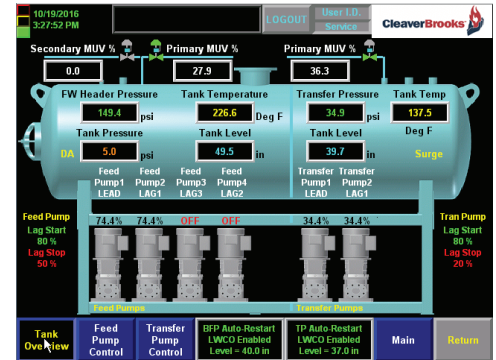 10/19/2016
3:27:52 PM
LOGOUT
User I.D.
Service
CleaverBrooks
Secondary MUV %
Primary MUV %
Primary MUV %
0.0
27.9
36.3
FW Header Pressure
Tank Temperature
Transfer Pressure
Tank Temp
149.4 psi
226.6 Deg F
34.9 psi
137.5
Deg F
Tank Pressure
Tank Level
Tank Level
DA
5.0 psi
49.5 in
39.7 in
Surge
Feed Pump1 LEAD
Feed Pump2 LAG1
Feed Pump3 LAG3
Feed Pump4 LAG2
Transfer Pump1 LEAD
Transfer Pump2 LAG1
Feed Pump
Lag Start
80 %
Lag Stop
50 %
74.4%
74.4%
OFF
OFF
34.4%
34.4%
Tran Pump
Lag Start
80 %
Lag Stop
20 %
Feed Pumps
Transfer Pumps
Tank
Overview
Feed
Pump
Control
Transfer
Pump
Control
BFP Auto-Restart
LWCO Enabled
Level = 40.0 in
TP Auto-Restart
LWCO Enabled
Level = 37.0 in
Main
Return